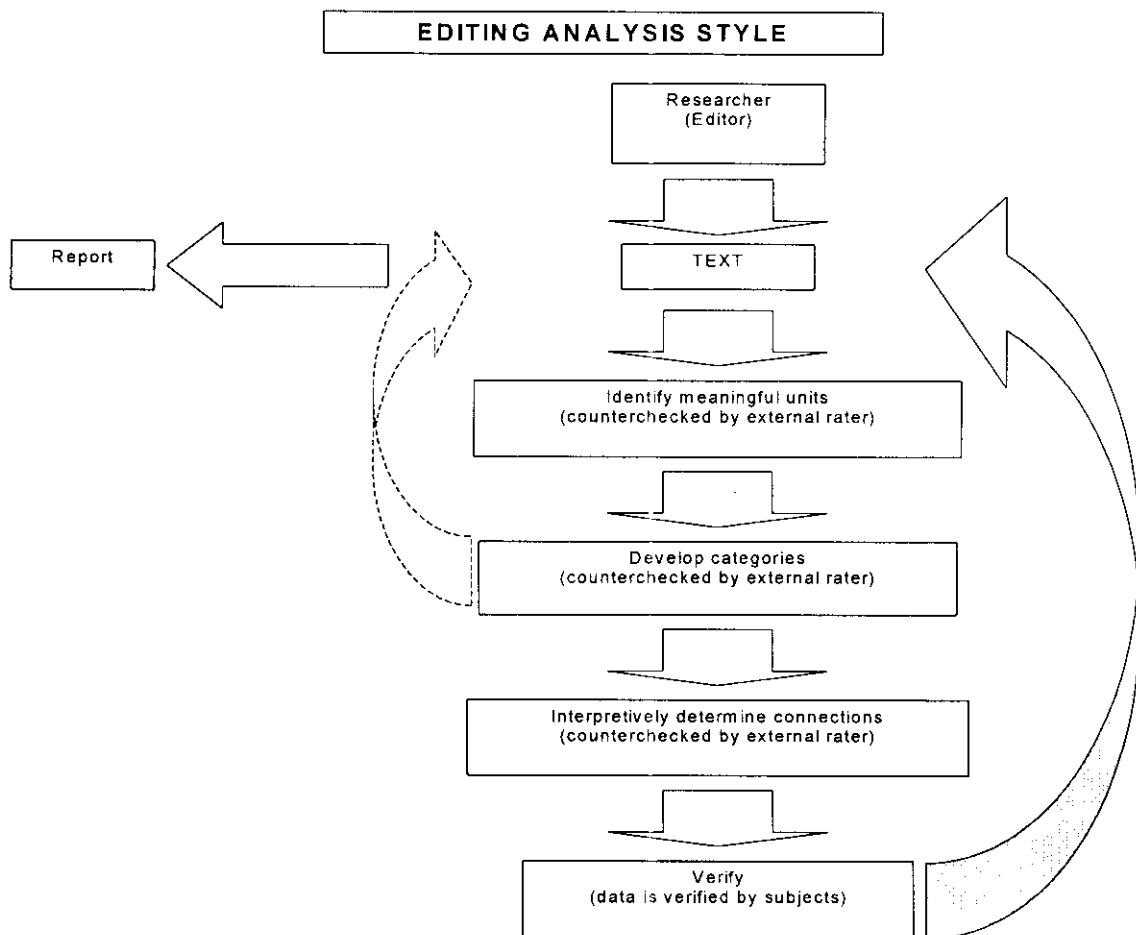 EDITING ANALYSIS STYLE
Researcher
(Editor)
Report
TEXT
Identify meaningful units
(counterchecked by external rater)
Develop categories
(counterchecked by external rater)
Interpretively determine connections
(counterchecked by external rater)
Verify
(data is verified by subjects)